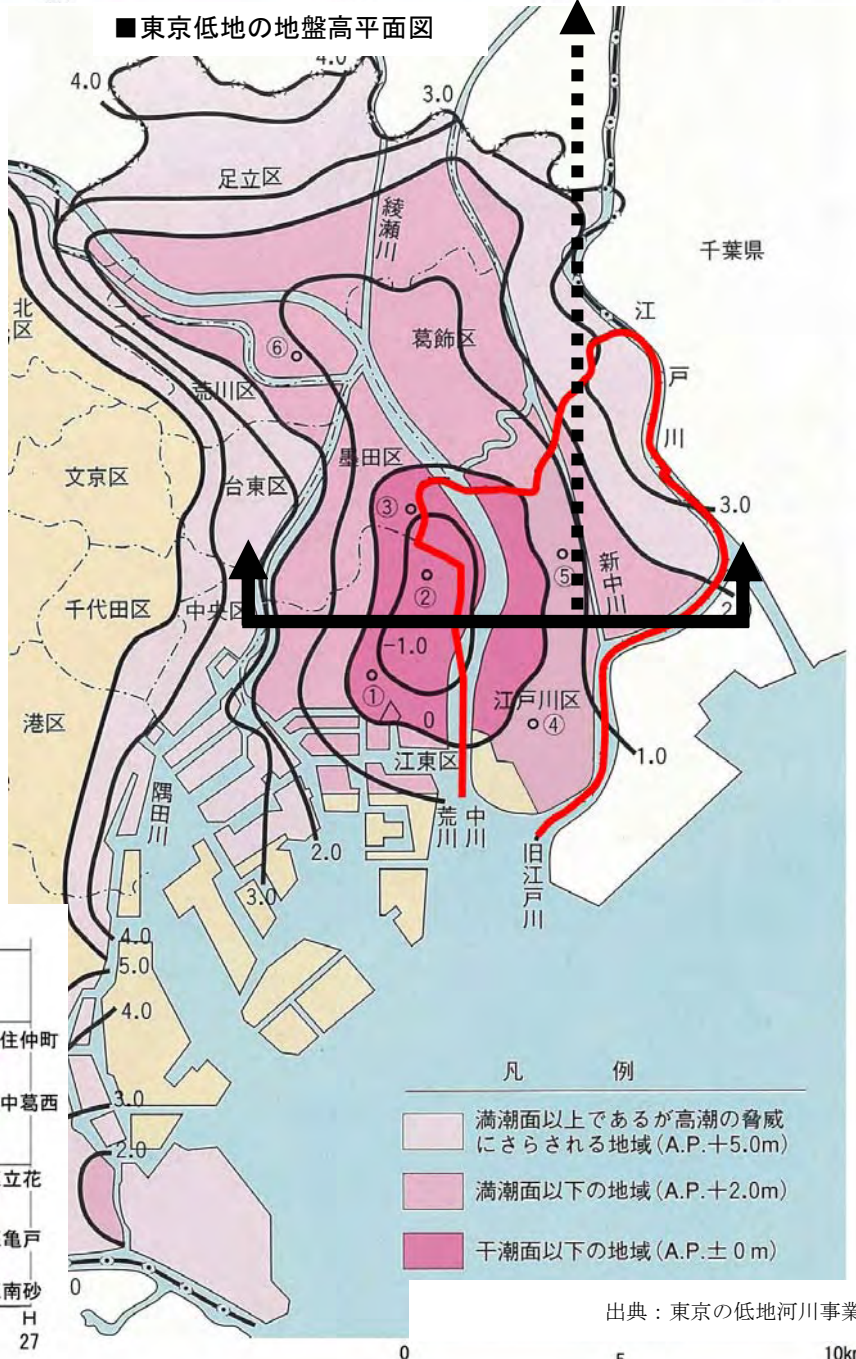 ■東京低地の地盤高平面図
4.0
4.0
3.0
足立区
綾瀬川
千葉県
北区
江戸川
葛飾区
⑥
荒川区
墨田区
文京区
台東区
③
3.0
⑤
新中川
②
千代田区
中央区
2.0
-1.0
①
江戸川区
④
港区
0
江東区
1.0
隅田川
荒川
中川
2.0
旧江戸川
3.0
4.0
5.0
4.0
住仲町
3.0
中葛西
2.0
立花
亀戸
南砂
0
H
27
凡 例
満潮面以上であるが高潮の脅威
にさらされる地域(A.P.+5.0m)
満潮面以下の地域(A.P.+2.0m)
干潮面以下の地域(A.P.±0m)
出典：東京の低地河川事業
0 5 10km